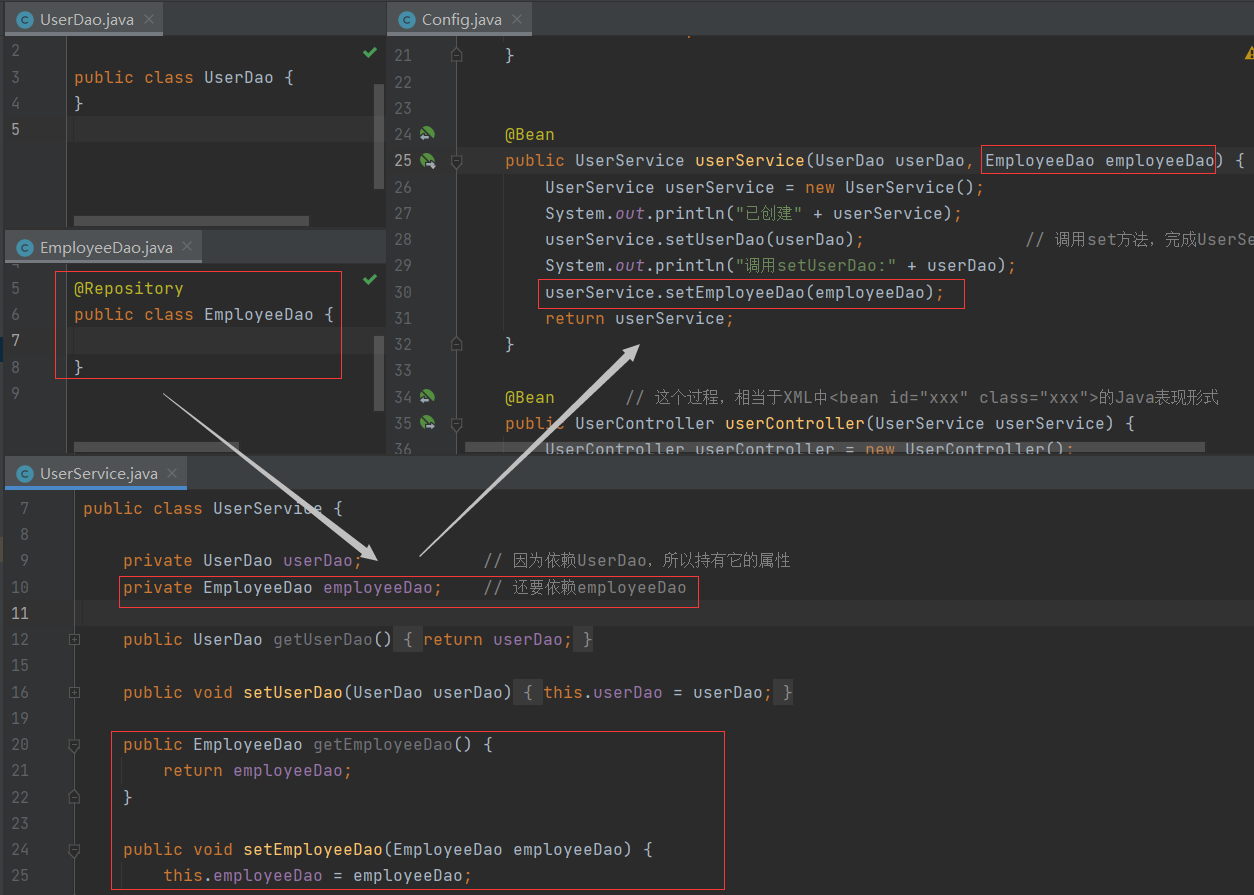 UserDao.java
2
3 public class UserDao {
4 }
5
EmployeeDao.java
5 @Repository
6 public class EmployeeDao {
7
8 }
9
Config.java
21 }
22
23
24 @Bean
25 public UserService userService(UserDao userDao, EmployeeDao employeeDao) {
26 UserService userService = new UserService();
27 System.out.println("已创建" + userService);
28 userService.setUserDao(userDao); // 调用set方法，完成UserSe
29 System.out.println("调用setUserDao:" + userDao);
30 userService.setEmployeeDao(employeeDao);
31 return userService;
32 }
33
34 @Bean // 这个过程，相当于XML中<bean id="xxx" class="xxx">的Java表现形式
35 public UserController userController(UserService userService) {
36 UserController userController = new UserController();
UserService.java
7 public class UserService {
8
9 private UserDao userDao; // 因为依赖UserDao，所以持有它的属性
10 private EmployeeDao employeeDao; // 还要依赖employeeDao
11
12 public UserDao getUserDao() { return userDao; }
15
16 public void setUserDao(UserDao userDao) { this.userDao = userDao; }
19
20 public EmployeeDao getEmployeeDao() {
21 return employeeDao;
22 }
23
24 public void setEmployeeDao(EmployeeDao employeeDao) {
25 this.employeeDao = employeeDao;